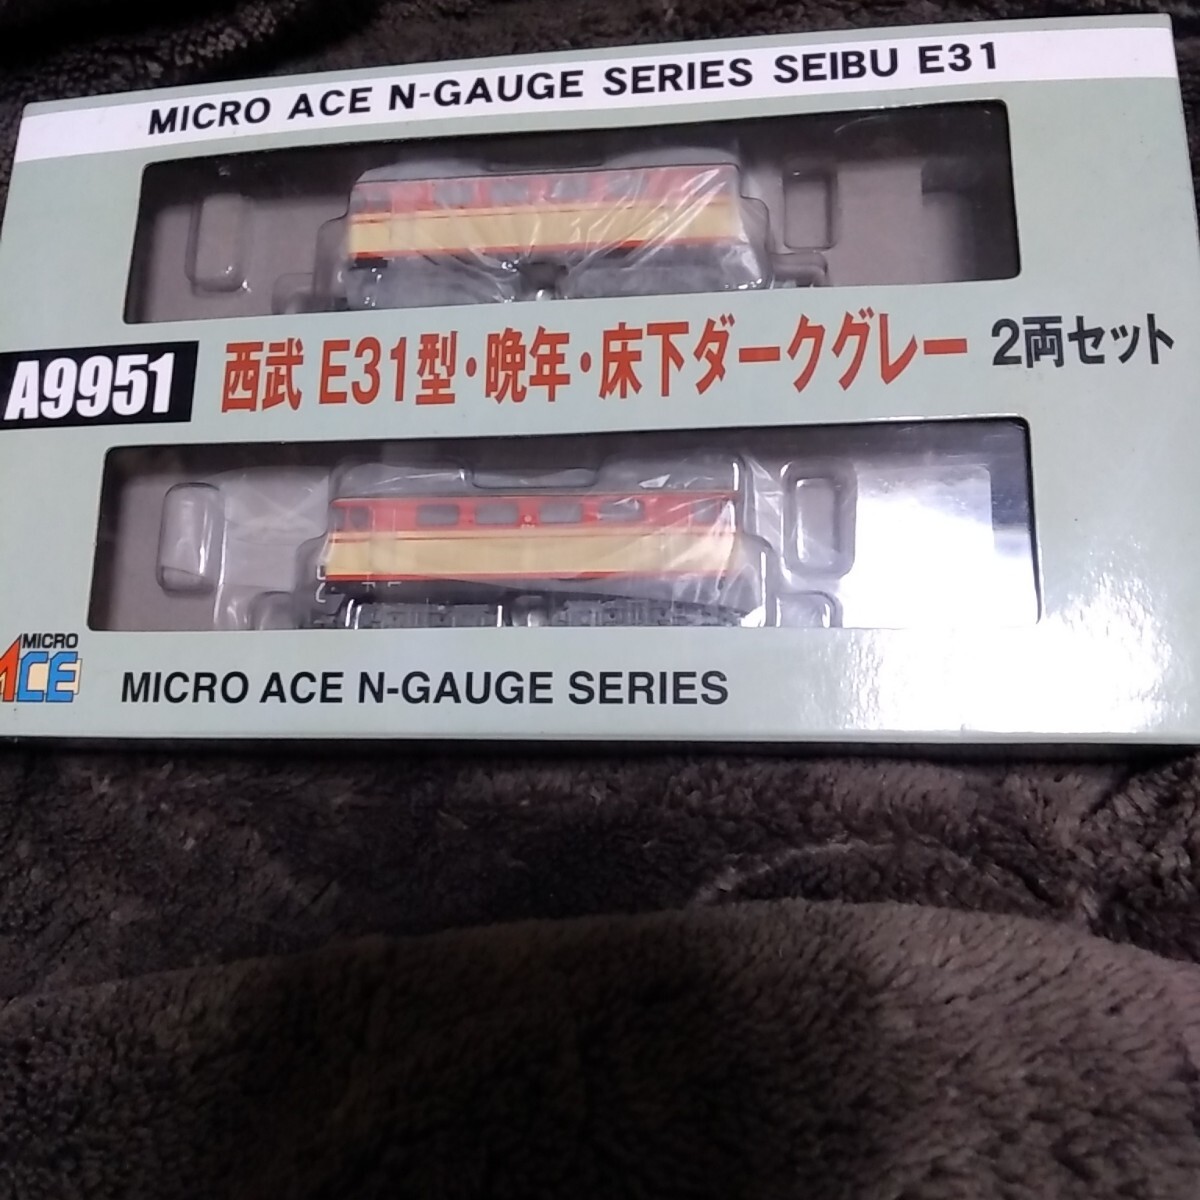 MICRO ACE N-GAUGE SERIES SEIBU E31
A9951
西武 E31型・晩年・床下ダークグレー 2両セット
MICRO
ACE
MICRO ACE N-GAUGE SERIES